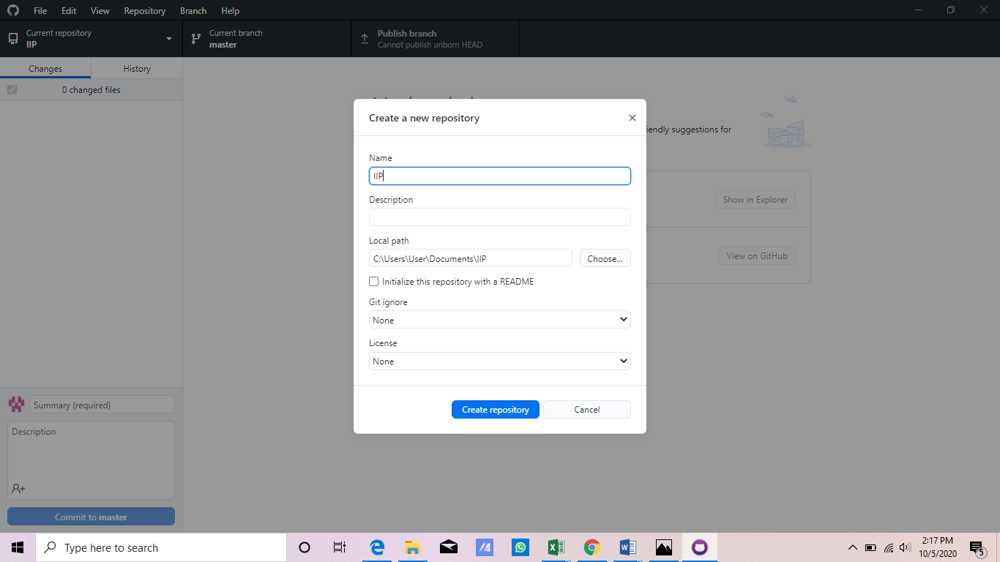 File Edit View Repository Branch Help
Current repository
IIP
Current branch
master
Publish branch
Cannot publish unborn HEAD
Changes History
0 changed files
Create a new repository
iendly suggestions for
Name
IIP
Description
Show in Explorer
Local path
C:\Users\User\Documents\IIP Choose...
View on GitHub
Initialize this repository with a README
Git ignore
None
License
None
Create repository Cancel
Summary (required)
Description
Commit to master
Type here to search
2:17 PM
10/5/2020
5